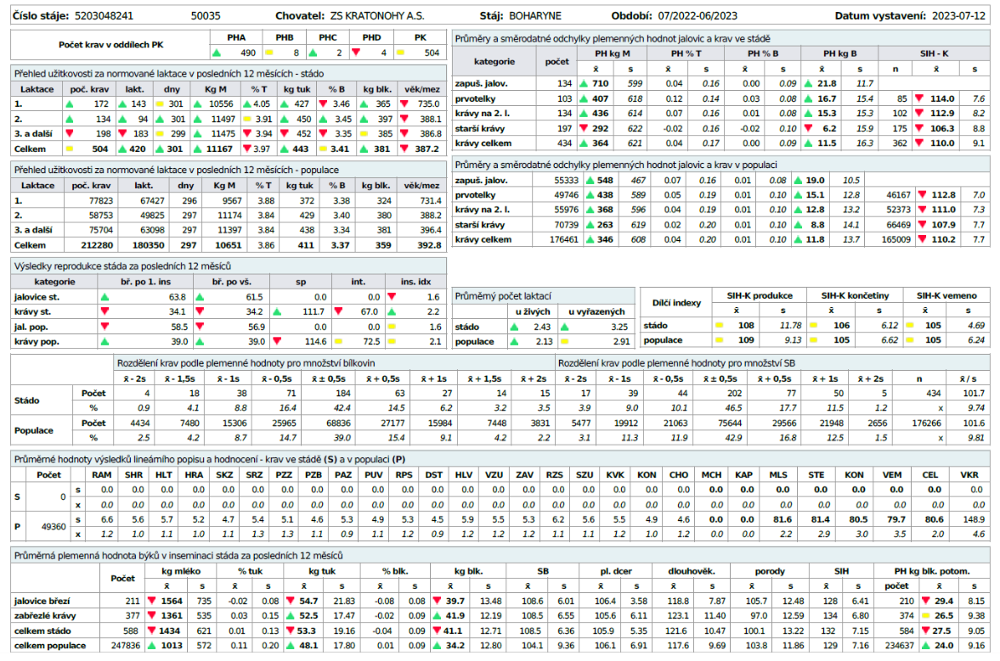 Číslo stáje: 5203048241 50035 Chovatel: ZS KRATONOHY A.S. Stáj: BOHARYNE Období: 07/2022-06/2023 Datum vystavení: 2023-07-12
Počet krav v oddílech PK PHA PHB PHC PHD PK
490 8 2 4 504
Přehled užitkovosti za normované laktace v posledních 12 měsících - stádo
Laktace poč. krav lakt. dny Kg M % T kg tuk % B kg blk. věk/mez
1. 172 143 301 10556 4.05 427 3.46 365 735.0
2. 134 94 301 11497 3.91 450 3.45 397 388.1
3. a další 198 183 299 11475 3.94 452 3.35 385 386.8
Celkem 504 420 301 11167 3.97 443 3.41 381 387.2
Přehled užitkovosti za normované laktace v posledních 12 měsících - populace
Laktace poč. krav lakt. dny Kg M % T kg tuk % B kg blk. věk/mez
1. 77823 67427 296 9567 3.88 372 3.38 324 731.4
2. 58753 49825 297 11174 3.84 429 3.40 380 388.2
3. a další 75704 63098 297 11397 3.84 438 3.34 381 396.4
Celkem 212280 180350 297 10651 3.86 411 3.37 359 392.8
Výsledky reprodukce stáda za posledních 12 měsíců
kategorie bř. po 1. ins bř. po vš. sp int. ins. idx
jalovice st. 63.8 61.5 0.0 0.0 1.6
krávy st. 34.1 34.2 111.7 67.0 2.2
jal. pop. 58.5 56.9 0.0 0.0 1.6
krávy pop. 39.0 39.0 114.6 72.5 2.1
Průměry a směrodatné odchylky plemenných hodnot jalovic a krav ve stádě
kategorie počet PH kg M PH % T PH % B PH kg B SIH - K
x̄ s x̄ s x̄ s x̄ s n x̄ s
zapuš. jalov. 134 710 599 0.04 0.16 0.00 0.09 21.8 11.7
prvotelky 103 407 618 0.12 0.14 0.03 0.08 16.7 15.4 85 114.0 7.6
krávy na 2. l. 134 436 614 0.07 0.16 0.01 0.08 15.3 15.3 102 112.9 8.2
starší krávy 197 292 622 -0.02 0.16 -0.02 0.10 6.2 15.9 175 106.3 8.8
krávy celkem 434 364 621 0.04 0.17 0.00 0.09 11.5 16.3 362 110.0 9.1
Průměry a směrodatné odchylky plemenných hodnot jalovic a krav v populaci
zapuš. jalov. 55333 548 467 0.07 0.16 0.01 0.08 19.0 10.5
prvotelky 49746 438 589 0.05 0.19 0.01 0.10 15.1 12.8 46167 112.8 7.0
krávy na 2. l. 55976 368 596 0.04 0.19 0.01 0.10 12.8 13.2 52373 111.0 7.3
starší krávy 70739 263 619 0.02 0.20 0.01 0.10 8.8 14.1 66469 107.9 7.7
krávy celkem 176461 346 608 0.04 0.20 0.01 0.10 11.8 13.7 165009 110.2 7.7
Průměrný počet laktací
u živých u vyřazených
stádo 2.43 3.25
populace 2.13 2.91
Dílčí indexy SIH-K produkce SIH-K končetiny SIH-K vemeno
x̄ s x̄ s x̄ s
stádo 108 11.78 106 6.12 105 4.69
populace 109 9.13 105 6.62 105 6.24
Rozdělení krav podle plemenné hodnoty pro množství bílkovin Rozdělení krav podle plemenné hodnoty pro množství SB
x̄ - 2s x̄ - 1,5s x̄ - 1s x̄ - 0,5s x̄ ± 0,5s x̄ + 0,5s x̄ + 1s x̄ + 1,5s x̄ + 2s x̄ - 2s x̄ - 1s x̄ - 0,5s x̄ ± 0,5s x̄ + 0,5s x̄ + 1s x̄ + 2s n x̄ / s
Stádo Počet 4 18 38 71 184 63 27 14 15 17 39 44 202 77 50 5 434 101.7
% 0.9 4.1 8.8 16.4 42.4 14.5 6.2 3.2 3.5 3.9 9.0 10.1 46.5 17.7 11.5 1.2 x 9.74
Populace Počet 4434 7480 15306 25965 68836 27177 15984 7448 3831 5477 19912 21063 75644 29566 21948 2656 176266 101.6
% 2.5 4.2 8.7 14.7 39.0 15.4 9.1 4.2 2.2 3.1 11.3 11.9 42.9 16.8 12.5 1.5 x 9.81
Průměrné hodnoty výsledků lineárního popisu a hodnocení - krav ve stádě (S) a v populaci (P)
Počet RAM SHR HLT HRA SKZ SRZ PZZ PZB PAZ PUV RPS DST HLV VZU ZAV RZS SZU KVK KON CHO MCH KAP MLS STE KON VEM CEL VKR
S 0 s 0.0 0.0 0.0 0.0 0.0 0.0 0.0 0.0 0.0 0.0 0.0 0.0 0.0 0.0 0.0 0.0 0.0 0.0 0.0 0.0 0.0 0.0 0.0 0.0 0.0 0.0 0.0 0.0
x 0.0 0.0 0.0 0.0 0.0 0.0 0.0 0.0 0.0 0.0 0.0 0.0 0.0 0.0 0.0 0.0 0.0 0.0 0.0 0.0 0.0 0.0 0.0 0.0 0.0 0.0 0.0 0.0
P 49360 s 6.6 5.6 5.7 5.2 4.7 5.4 5.1 4.6 5.3 4.9 5.3 4.5 5.9 5.5 5.3 6.2 5.6 5.5 4.9 4.6 0.0 0.0 81.6 81.4 80.5 79.7 80.6 148.9
x 1.2 1.0 1.1 1.0 1.1 1.3 1.3 1.1 0.9 1.1 1.2 0.9 1.2 1.2 1.2 1.1 1.1 1.2 1.0 1.2 0.0 0.0 2.2 2.9 3.0 3.5 2.0 4.6
Průměrná plemenná hodnota býků v inseminaci stáda za posledních 12 měsíců
Počet kg mléko % tuk kg tuk % blk. kg blk. SB pl. dcer dlouhověk. porody SIH PH kg blk. potom.
x̄ s x̄ s x̄ s x̄ s x̄ s x̄ s x̄ s x̄ s x̄ s x̄ s počet x̄ s
jalovice březí 211 1564 735 -0.02 0.08 54.7 21.83 -0.08 0.08 39.7 13.48 108.6 6.01 106.4 3.58 118.8 7.87 105.7 12.48 128 6.41 210 29.4 8.15
zabřezlé krávy 377 1361 535 0.03 0.15 52.5 17.47 -0.02 0.09 41.9 12.19 108.5 6.55 105.6 6.11 123.1 11.40 97.0 12.59 134 6.80 374 26.5 9.38
celkem stádo 588 1434 621 0.01 0.13 53.3 19.16 -0.04 0.09 41.1 12.71 108.5 6.36 105.9 5.35 121.6 10.47 100.1 13.22 132 7.15 584 27.5 9.05
celkem populace 247836 1013 572 0.11 0.20 48.1 17.80 0.01 0.09 34.2 12.80 104.1 9.36 106.1 6.91 117.6 9.69 103.8 11.86 129 7.16 234637 24.0 9.16